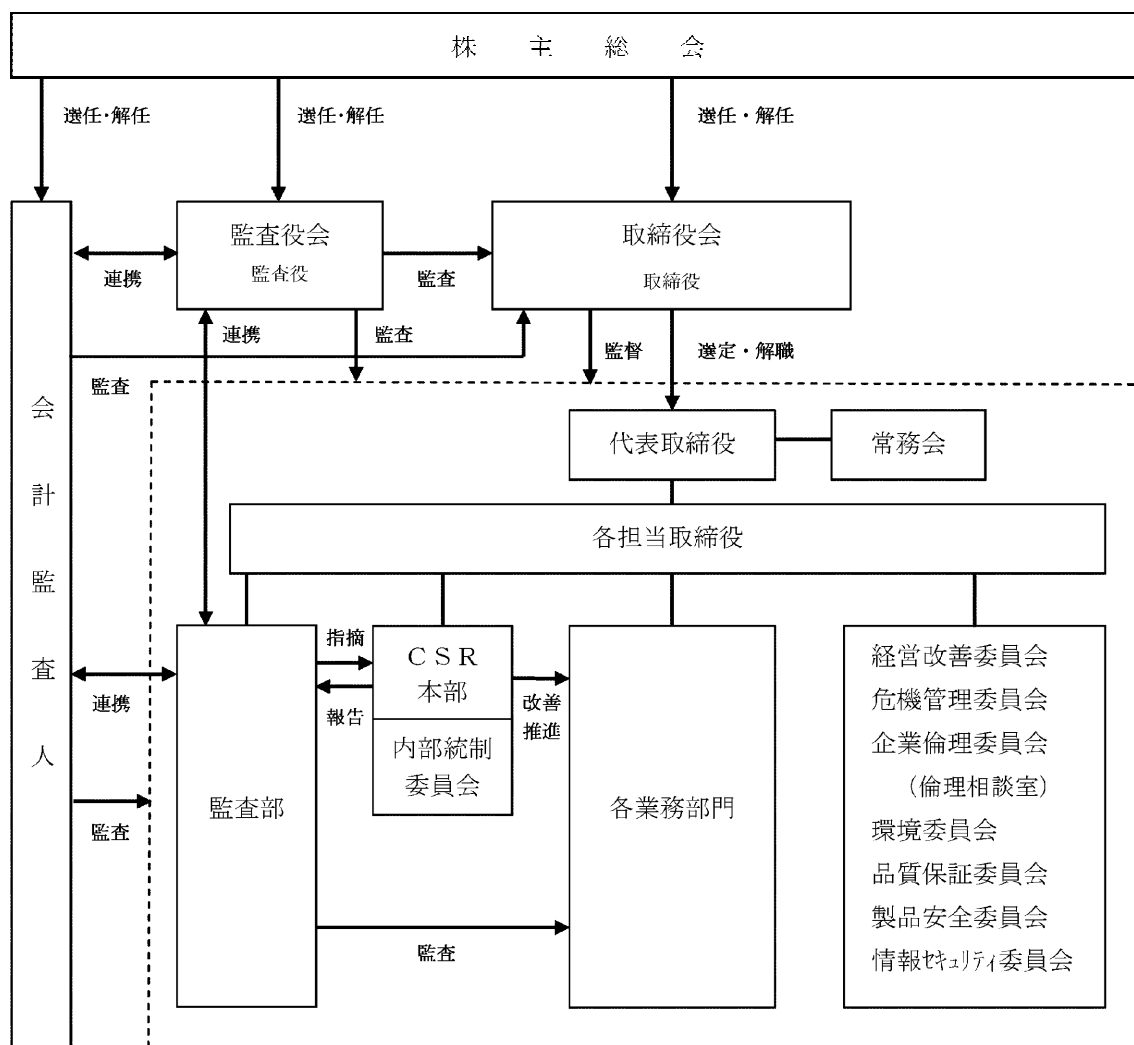 株主総会
選任・解任
選任・解任
選任・解任
監査役会
監査役
取締役会
取締役
連携
監査
連携
監査
監督
選定・解職
監査
会計監査人
代表取締役
常務会
各担当取締役
監査部
指摘
報告
CSR
本部
内部統制
委員会
改善
推進
各業務部門
経営改善委員会
危機管理委員会
企業倫理委員会
(倫理相談室)
環境委員会
品質保証委員会
製品安全委員会
情報セキュリティ委員会
連携
監査
監査